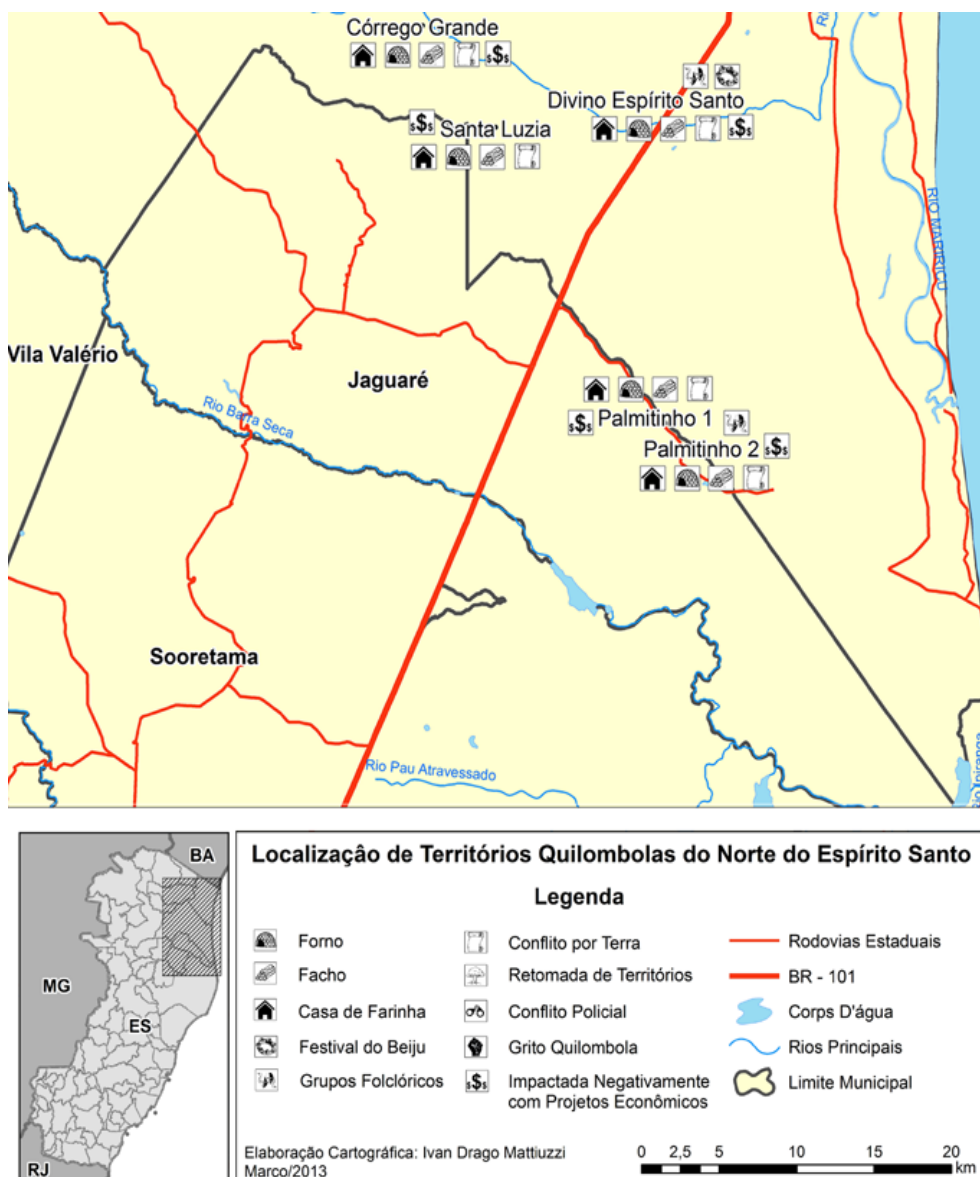 Córrego Grande
Divino Espírito Santo
Santa Luzia
RIO MARIRICU
Vila Valério
Jaguaré
Rio Barra Seca
Palmitinho 1
Palmitinho 2
Sooretama
Rio Pau Atravessado
Rio Ipiranga
BA
MG
ES
RJ
Localização de Territórios Quilombolas do Norte do Espírito Santo
Legenda
Forno
Facho
Casa de Farinha
Festival do Beiju
Grupos Folclóricos
Conflito por Terra
Retomada de Territórios
Conflito Policial
Grito Quilombola
Impactada Negativamente
com Projetos Econômicos
Rodovias Estaduais
BR - 101
Corps D'água
Rios Principais
Limite Municipal
Elaboração Cartográfica: Ivan Drago Mattiuzzi
Marco/2013
0 2,5 5 10 15 20
km